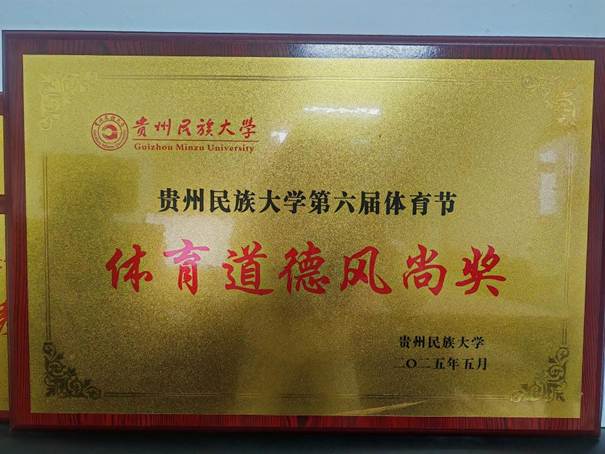 贵州民族大学
Guizhou Minzu University
贵州民族大学第六届体育节
体育道德风尚奖
贵州民族大学
二〇二五年五月